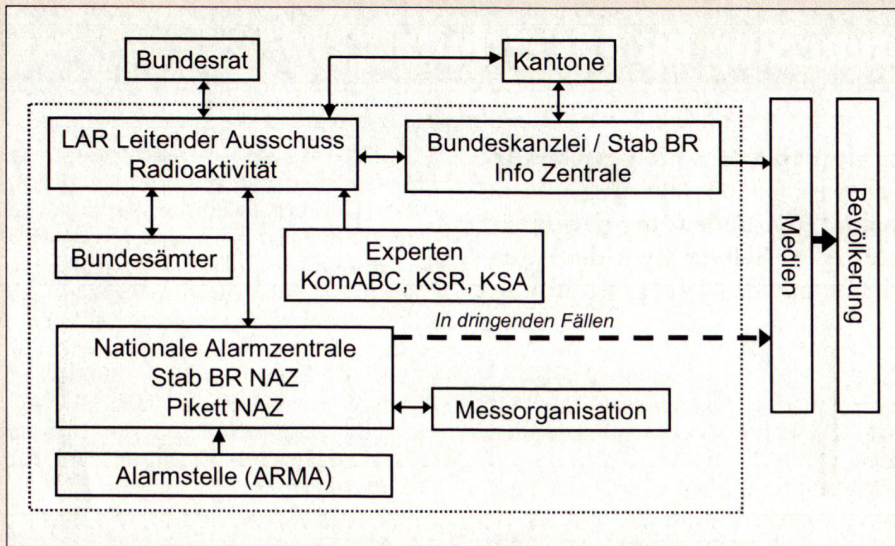 Bundesrat
Kantone
LAR Leitender Ausschuss
Radioaktivität
Bundeskanzlei / Stab BR
Info Zentrale
Bundesämter
Experten
KomABC, KSR, KSA
In dringenden Fällen
Nationale Alarmzentrale
Stab BR NAZ
Pikett NAZ
Messorganisation
Alarmstelle (ARMA)
Medien
Bevölkerung